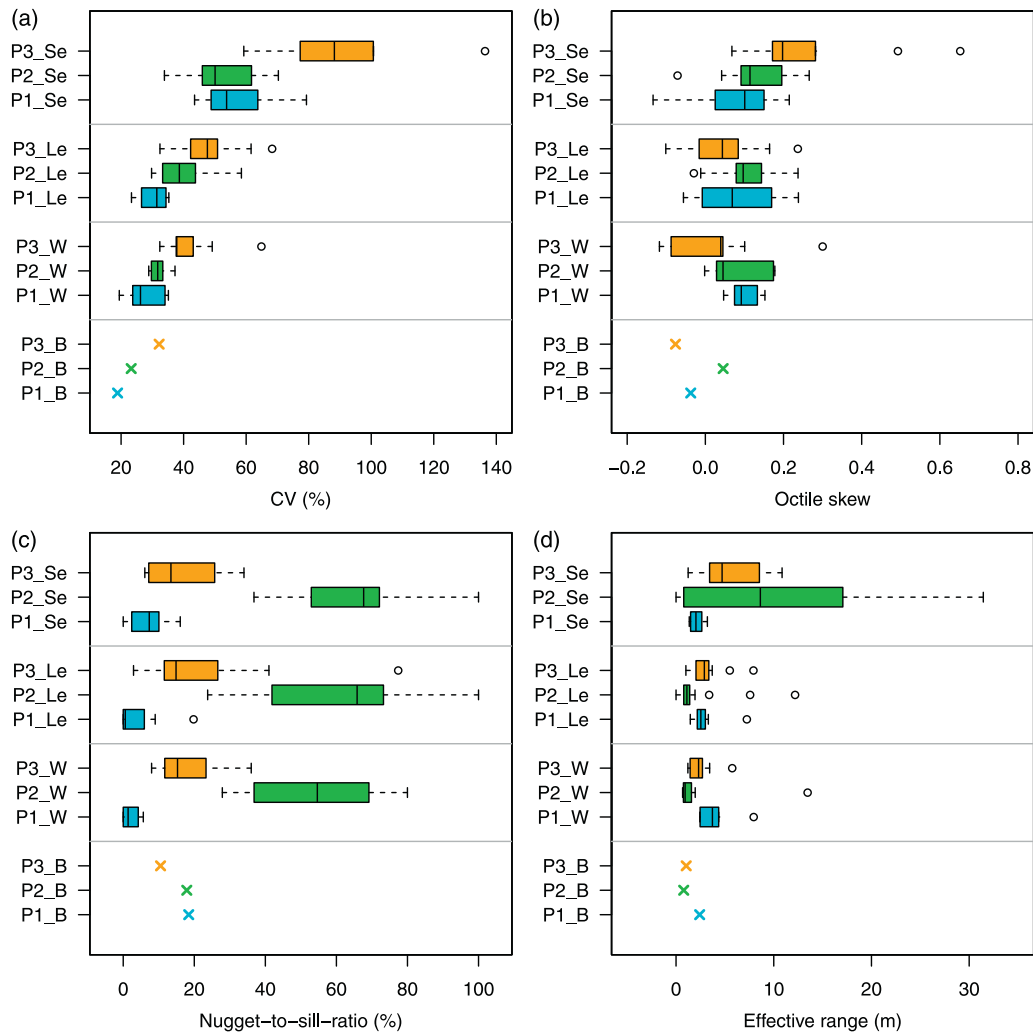 (a)
P3_Se
P2_Se
P1_Se
P3_Le
P2_Le
P1_Le
P3_W
P2_W
P1_W
P3_B
P2_B
P1_B
20 40 60 80 100 120 140
CV (%)
(b)
P3_Se
P2_Se
P1_Se
P3_Le
P2_Le
P1_Le
P3_W
P2_W
P1_W
P3_B
P2_B
P1_B
−0.2 0.0 0.2 0.4 0.6 0.8
Octile skew
(c)
P3_Se
P2_Se
P1_Se
P3_Le
P2_Le
P1_Le
P3_W
P2_W
P1_W
P3_B
P2_B
P1_B
0 20 40 60 80 100
Nugget−to−sill−ratio (%)
(d)
P3_Se
P2_Se
P1_Se
P3_Le
P2_Le
P1_Le
P3_W
P2_W
P1_W
P3_B
P2_B
P1_B
0 10 20 30
Effective range (m)